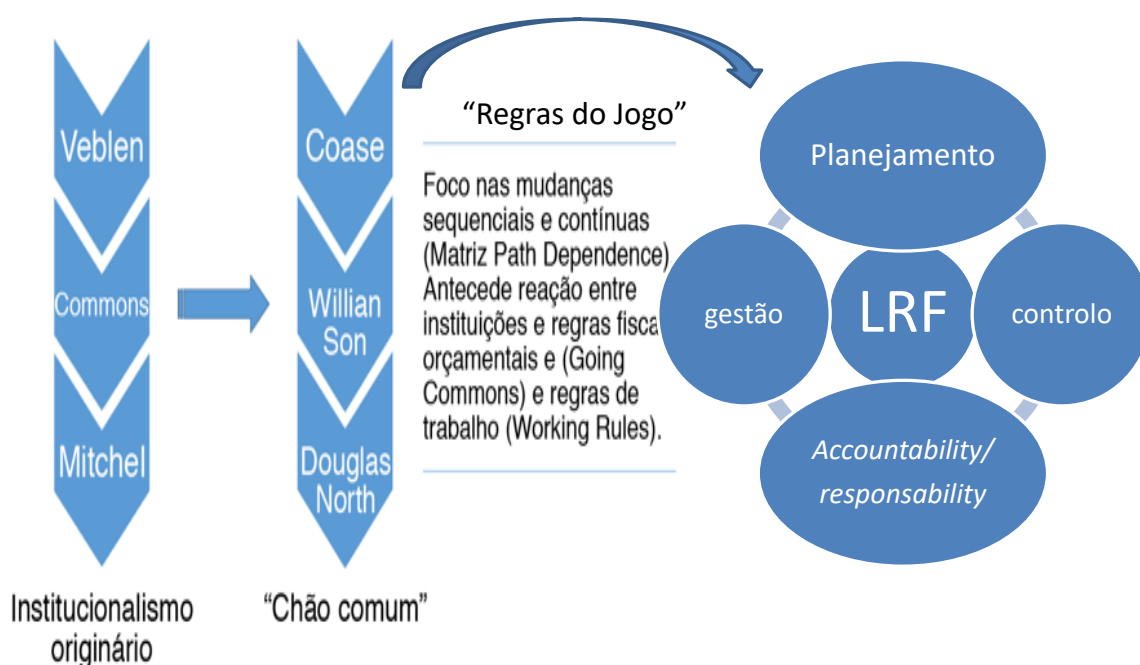 Veblen
Commons
Mitchel
Institucionalismo
originário
Coase
Willian
Son
Douglas
North
“Chão comum”
“Regras do Jogo”
Foco nas mudanças
sequenciais e contínuas
(Matriz Path Dependence)
Antecede reação entre
instituições e regras fisca
orçamentais e (Going
Commons) e regras de
trabalho (Working Rules).
Planejamento
gestão
LRF
controlo
Accountability/
responsability